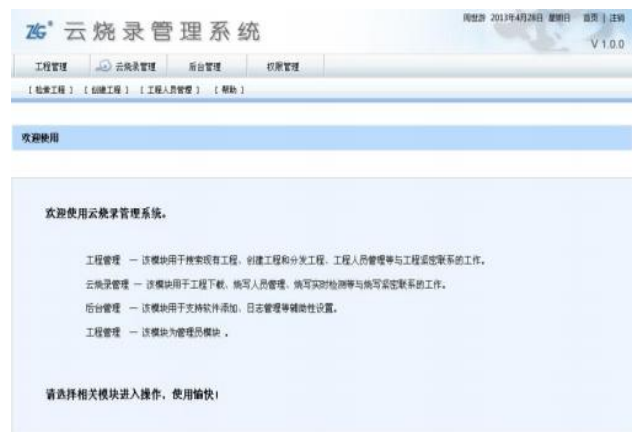 ZLG 云烧录管理系统
周世游 2013年4月28日 星期日 首页 | 注销
V 1.0.0
工程管理 云烧录管理 后台管理 权限管理
[ 检索工程 ] [ 创建工程 ] [ 工程人员管理 ] [ 帮助 ]
欢迎使用
欢迎使用云烧录管理系统。
工程管理 — 该模块用于搜索现有工程、创建工程和分发工程、工程人员管理等与工程紧密联系的工作。
云烧录管理 — 该模块用于工程下载、烧写人员管理、烧写实时检测等与烧写紧密联系的工作。
后台管理 — 该模块用于支持软件添加、日志管理等辅助性设置。
工程管理 — 该模块为管理员模块 。
请选择相关模块进入操作，使用愉快！